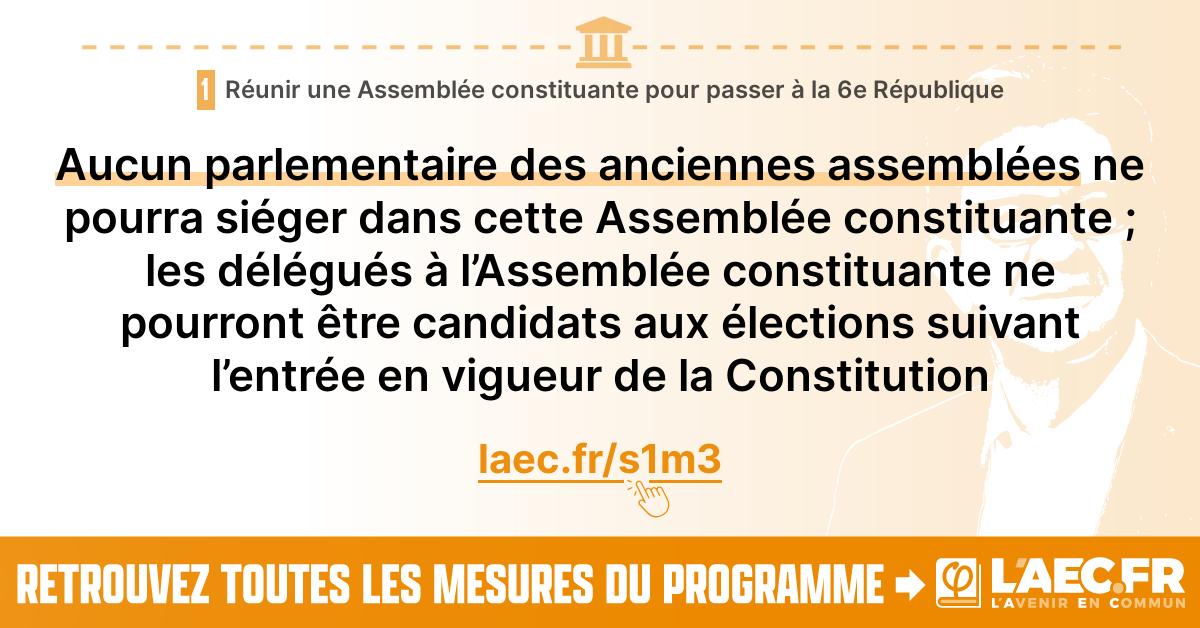 1 Réunir une Assemblée constituante pour passer à la 6e République
Aucun parlementaire des anciennes assemblées ne
pourra siéger dans cette Assemblée constituante ;
les délégués à l’Assemblée constituante ne
pourront être candidats aux élections suivant
l’entrée en vigueur de la Constitution
laec.fr/s1m3
RETROUVEZ TOUTES LES MESURES DU PROGRAMME
φ L'AEC.FR
L'AVENIR EN COMMUN